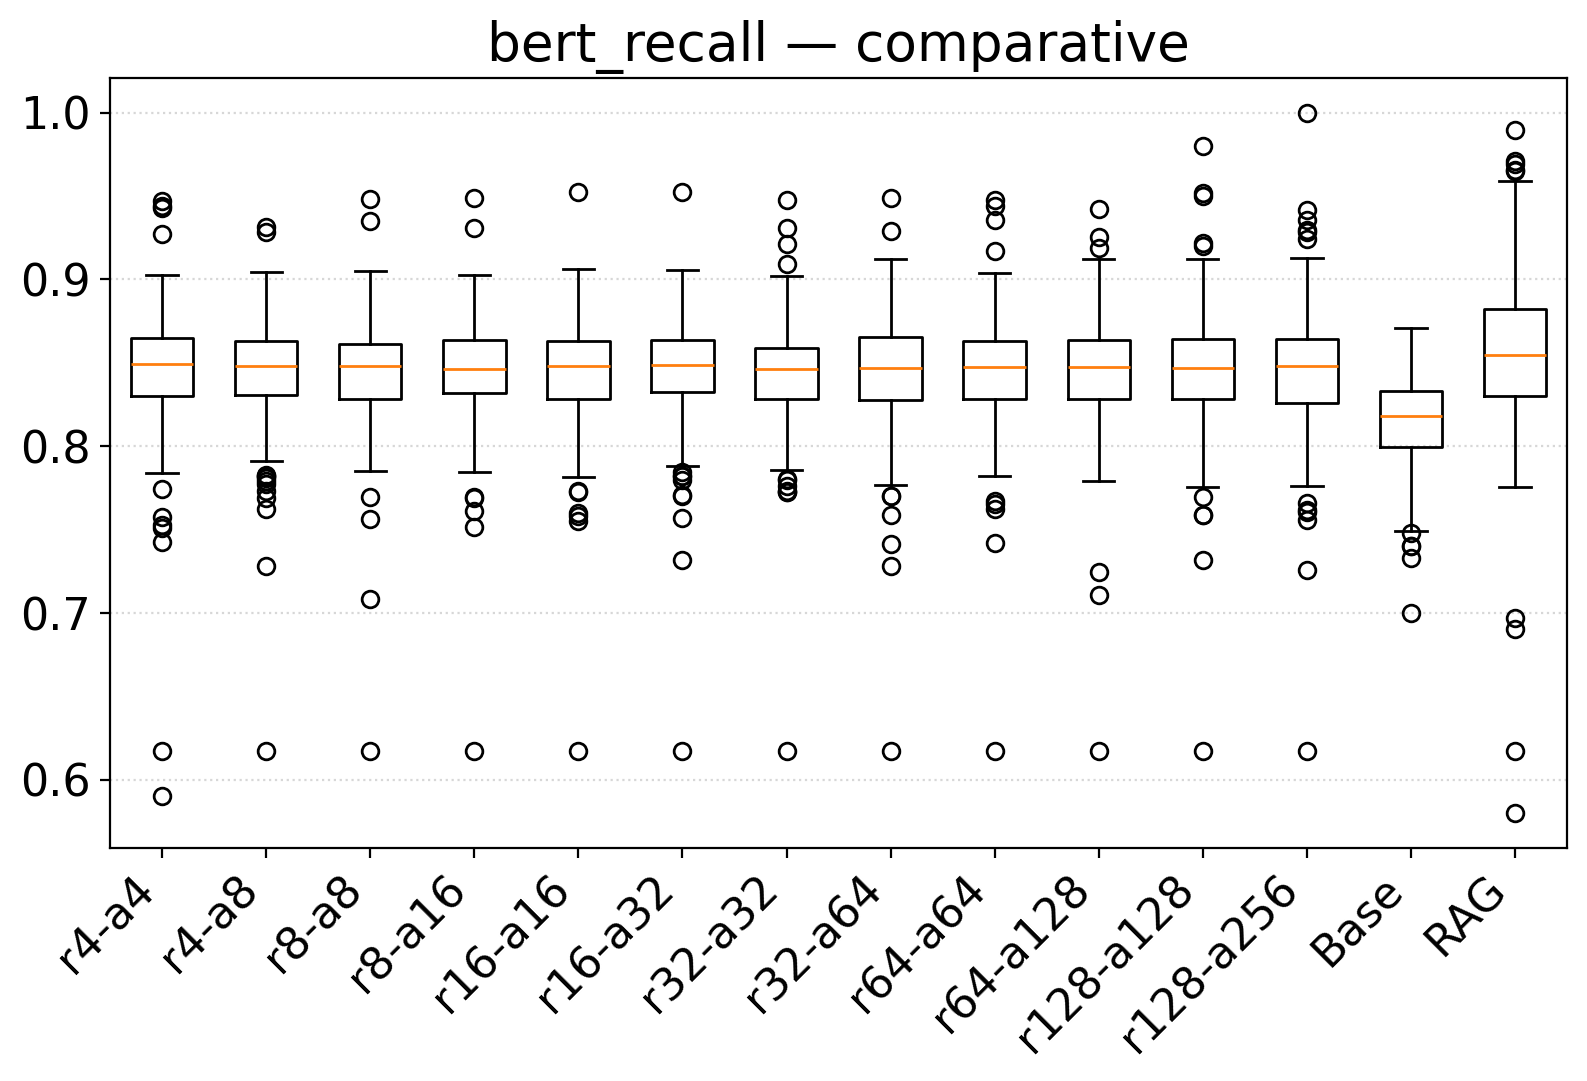 bert_recall — comparative
1.0
0.9
0.8
0.7
0.6
r4-a4
r4-a8
r8-a8
r8-a16
r16-a16
r16-a32
r32-a32
r32-a64
r64-a64
r64-a128
r128-a128
r128-a256
Base
RAG